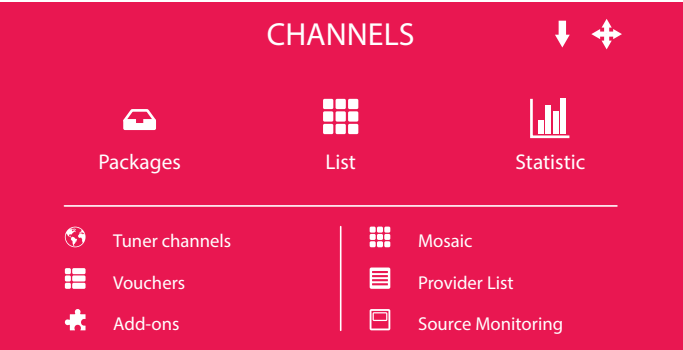 CHANNELS
Packages
List
Statistic
Tuner channels
Mosaic
Vouchers
Provider List
Add-ons
Source Monitoring